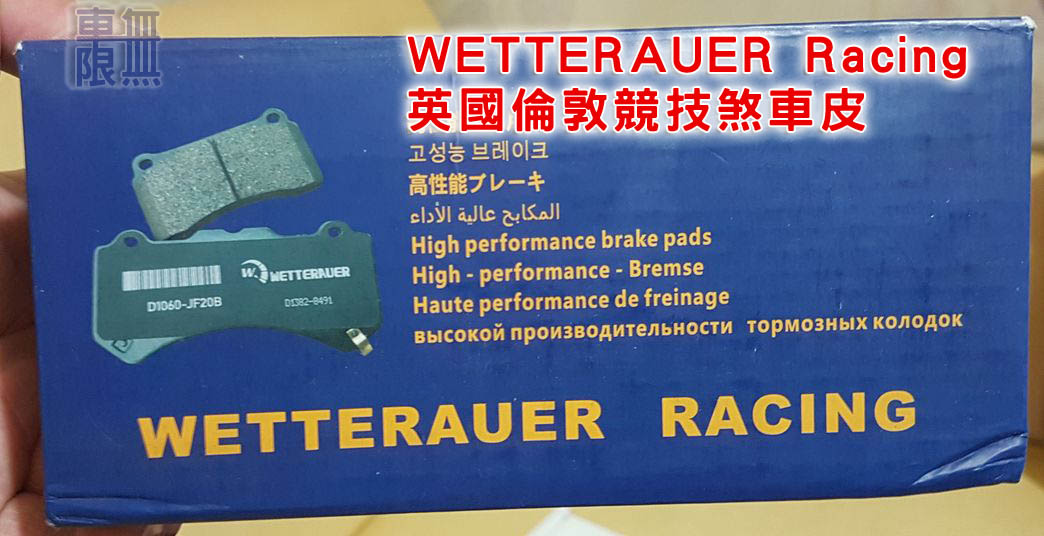 車無限
WETTERAUER Racing
英國倫敦競技煞車皮
고성능 브레이크
高性能ブレーキ
المكابح عالية الأداء
High performance brake pads
High - performance - Bremse
Haute performance de freinage
высокой производительности тормозных колодок
W. WETTERAUER
D1060-JF20B
D1382-8491
WETTERAUER RACING